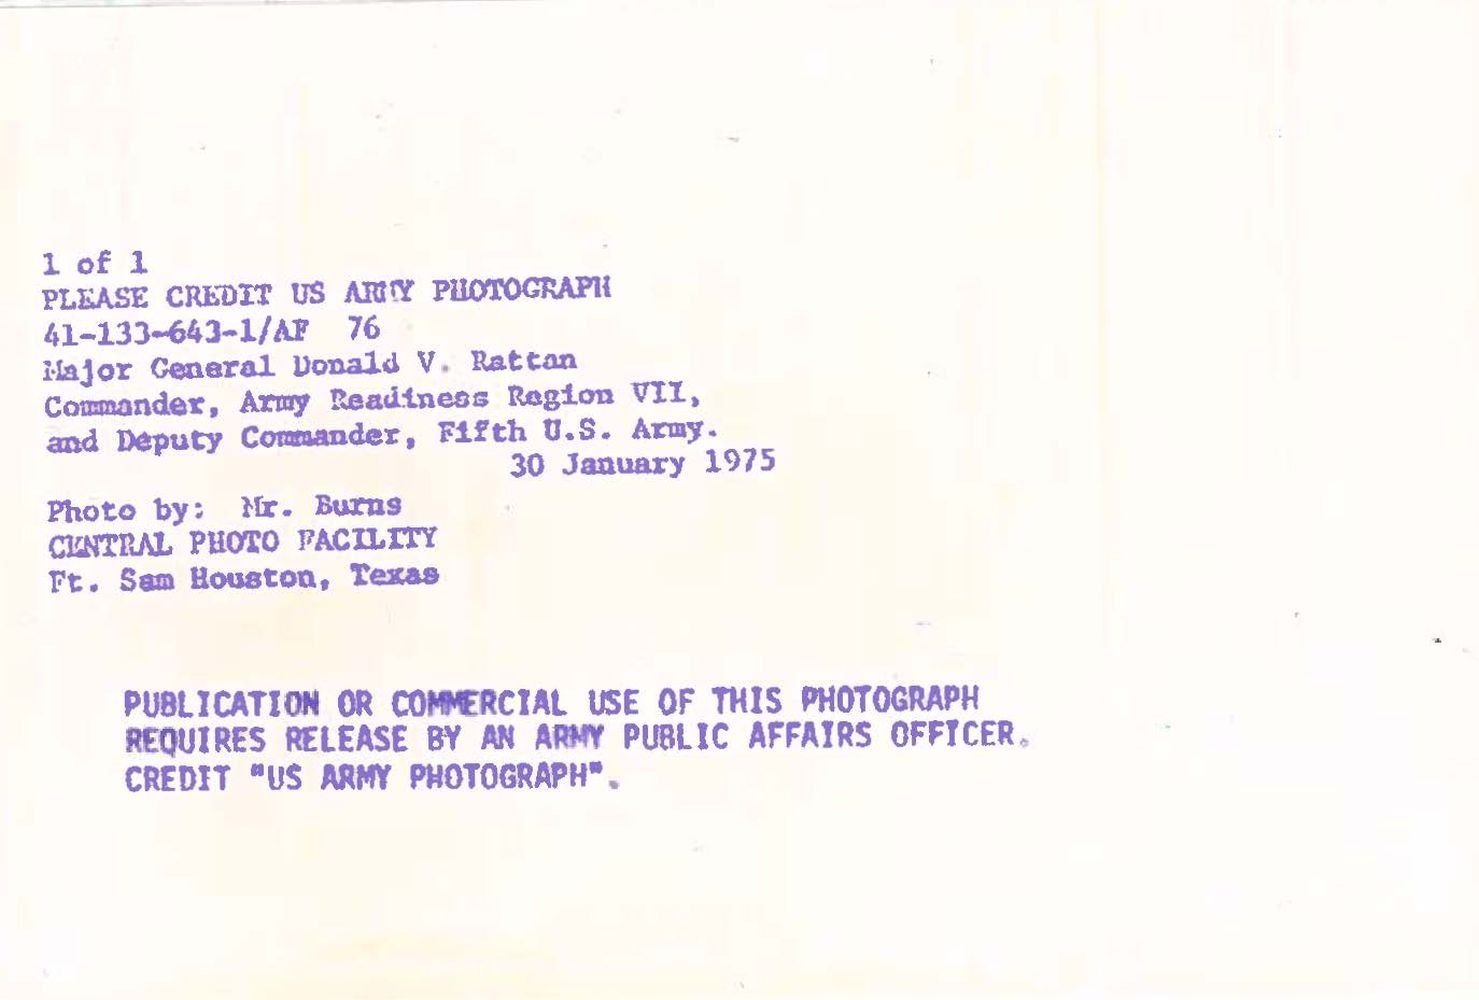 1 of 1
PLEASE CREDIT US ARMY PHOTOGRAPH
41-133-643-1/AF 76
Major General Donald V. Rattan
Commander, Army Readiness Region VII,
and Deputy Commander, Fifth U.S. Army.
30 January 1975
Photo by: Mr. Burns
CENTRAL PHOTO FACILITY
Ft. Sam Houston, Texas
PUBLICATION OR COMMERCIAL USE OF THIS PHOTOGRAPH
REQUIRES RELEASE BY AN ARMY PUBLIC AFFAIRS OFFICER.
CREDIT "US ARMY PHOTOGRAPH".